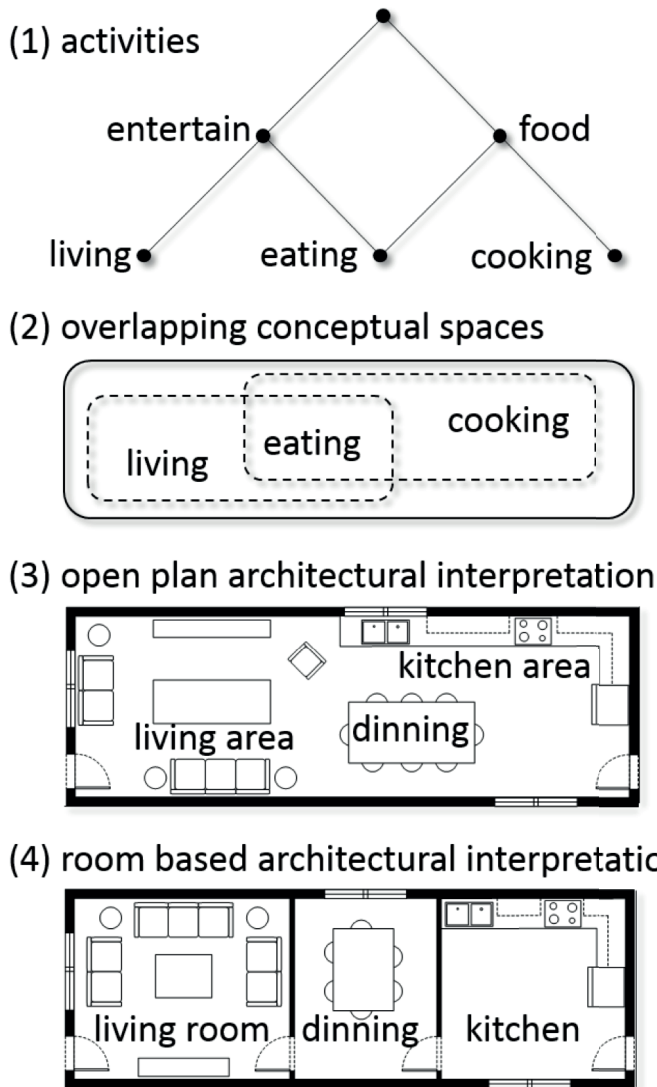 (1) activities
entertain food
living eating cooking
(2) overlapping conceptual spaces
cooking
eating
living
(3) open plan architectural interpretation
kitchen area
living area dinning
(4) room based architectural interpretatio
living room dinning kitchen